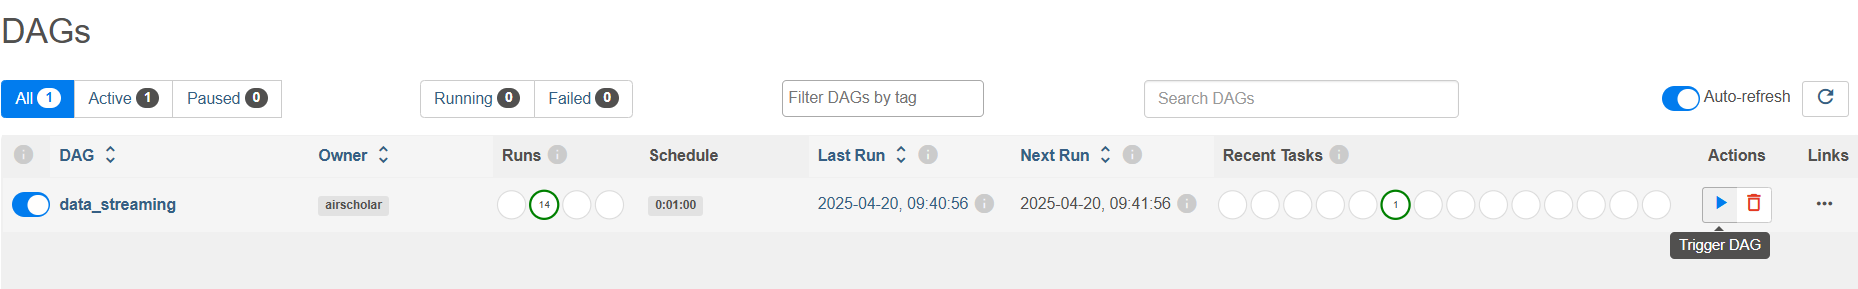 DAGs
All 1 Active 1 Paused 0 Running 0 Failed 0 Filter DAGs by tag Search DAGs Auto-refresh
DAG Owner Runs Schedule Last Run Next Run Recent Tasks Actions Links
data_streaming airscholar 14 0:01:00 2025-04-20, 09:40:56 2025-04-20, 09:41:56 1
Trigger DAG